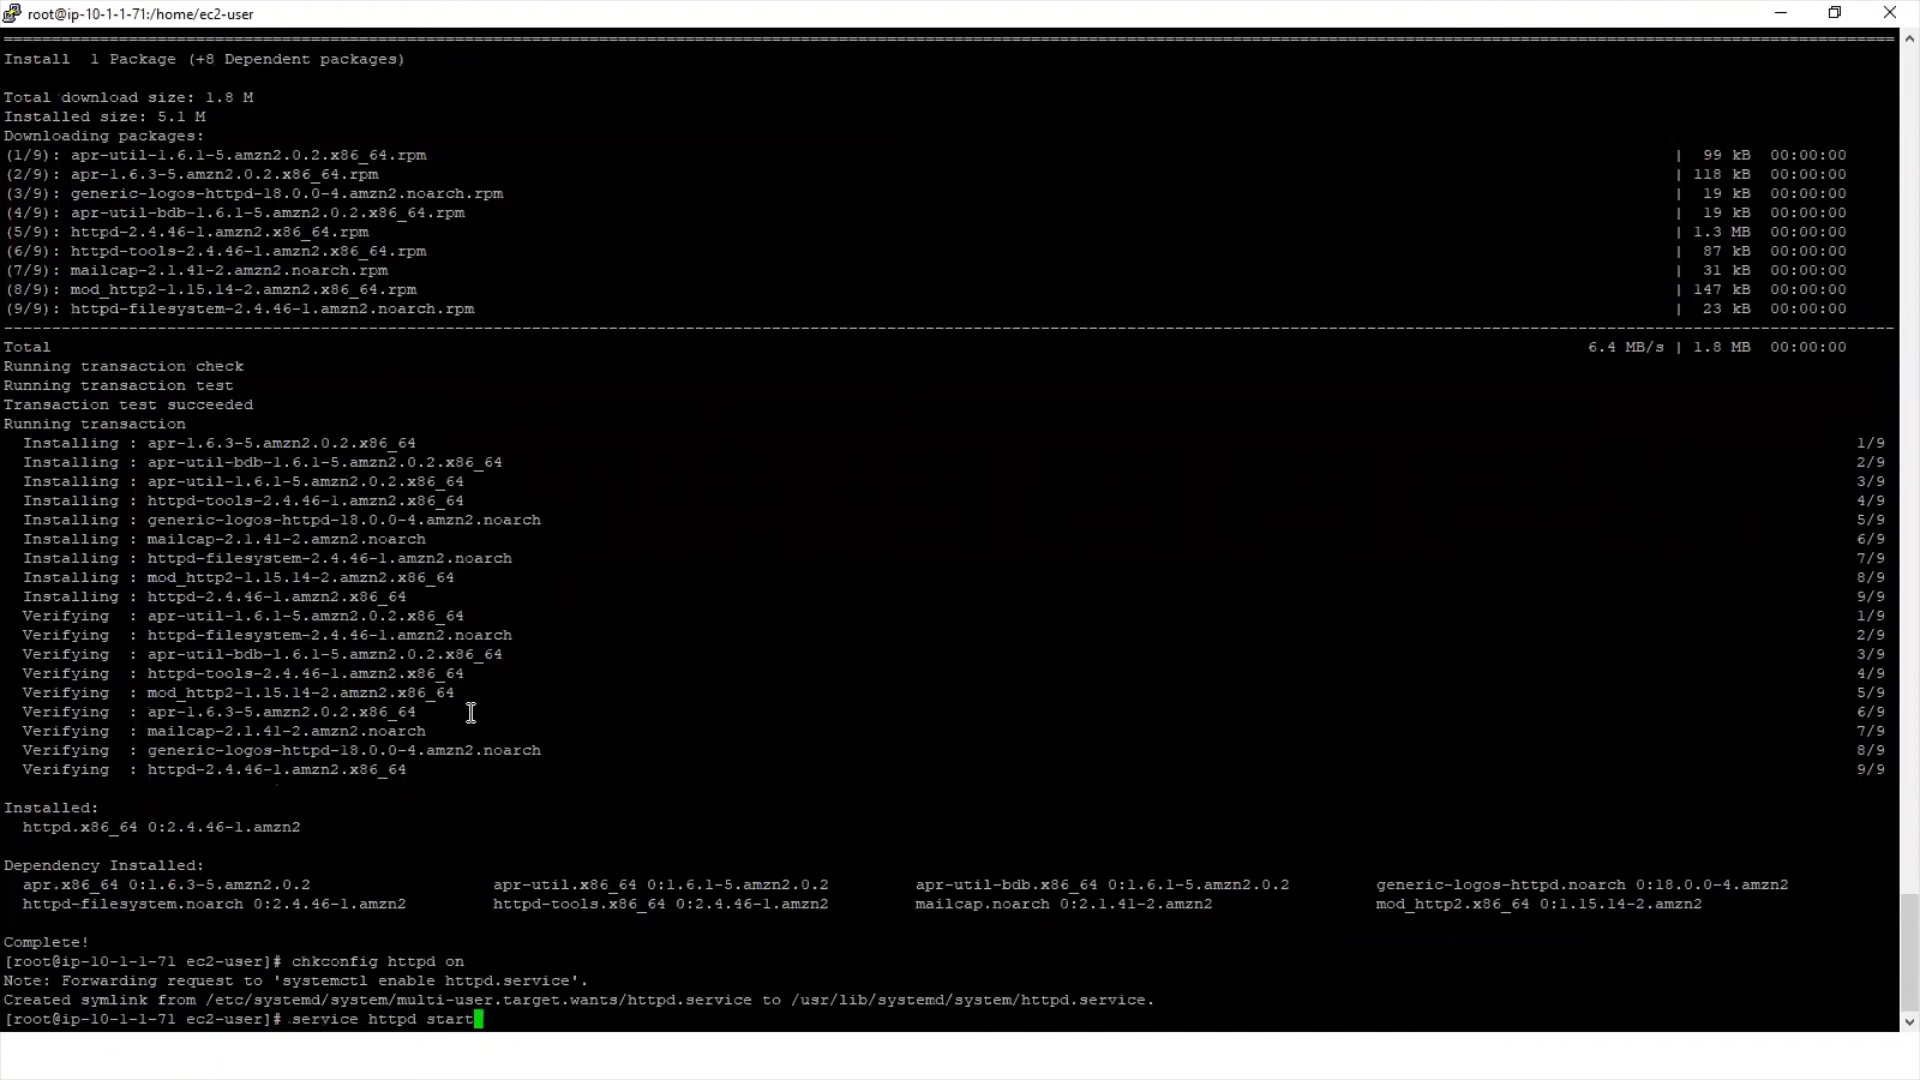 root@ip-10-1-1-71:/home/ec2-user
Install  1 Package (+8 Dependent packages)
Total download size: 1.8 M
Installed size: 5.1 M
Downloading packages:
(1/9): apr-util-1.6.1-5.amzn2.0.2.x86_64.rpm | 99 kB 00:00:00
(2/9): apr-1.6.3-5.amzn2.0.2.x86_64.rpm | 118 kB 00:00:00
(3/9): generic-logos-httpd-18.0.0-4.amzn2.noarch.rpm | 19 kB 00:00:00
(4/9): apr-util-bdb-1.6.1-5.amzn2.0.2.x86_64.rpm | 19 kB 00:00:00
(5/9): httpd-2.4.46-1.amzn2.x86_64.rpm | 1.3 MB 00:00:00
(6/9): httpd-tools-2.4.46-1.amzn2.x86_64.rpm | 87 kB 00:00:00
(7/9): mailcap-2.1.41-2.amzn2.noarch.rpm | 31 kB 00:00:00
(8/9): mod_http2-1.15.14-2.amzn2.x86_64.rpm | 147 kB 00:00:00
(9/9): httpd-filesystem-2.4.46-1.amzn2.noarch.rpm | 23 kB 00:00:00
Total 6.4 MB/s | 1.8 MB 00:00:00
Running transaction check
Running transaction test
Transaction test succeeded
Running transaction
Installing : apr-1.6.3-5.amzn2.0.2.x86_64 1/9
Installing : apr-util-bdb-1.6.1-5.amzn2.0.2.x86_64 2/9
Installing : apr-util-1.6.1-5.amzn2.0.2.x86_64 3/9
Installing : httpd-tools-2.4.46-1.amzn2.x86_64 4/9
Installing : generic-logos-httpd-18.0.0-4.amzn2.noarch 5/9
Installing : mailcap-2.1.41-2.amzn2.noarch 6/9
Installing : httpd-filesystem-2.4.46-1.amzn2.noarch 7/9
Installing : mod_http2-1.15.14-2.amzn2.x86_64 8/9
Installing : httpd-2.4.46-1.amzn2.x86_64 9/9
Verifying  : apr-util-1.6.1-5.amzn2.0.2.x86_64 1/9
Verifying  : httpd-filesystem-2.4.46-1.amzn2.noarch 2/9
Verifying  : apr-util-bdb-1.6.1-5.amzn2.0.2.x86_64 3/9
Verifying  : httpd-tools-2.4.46-1.amzn2.x86_64 4/9
Verifying  : mod_http2-1.15.14-2.amzn2.x86_64 5/9
Verifying  : apr-1.6.3-5.amzn2.0.2.x86_64 6/9
Verifying  : mailcap-2.1.41-2.amzn2.noarch 7/9
Verifying  : generic-logos-httpd-18.0.0-4.amzn2.noarch 8/9
Verifying  : httpd-2.4.46-1.amzn2.x86_64 9/9
Installed:
httpd.x86_64 0:2.4.46-1.amzn2
Dependency Installed:
apr.x86_64 0:1.6.3-5.amzn2.0.2 apr-util.x86_64 0:1.6.1-5.amzn2.0.2 apr-util-bdb.x86_64 0:1.6.1-5.amzn2.0.2 generic-logos-httpd.noarch 0:18.0.0-4.amzn2
httpd-filesystem.noarch 0:2.4.46-1.amzn2 httpd-tools.x86_64 0:2.4.46-1.amzn2 mailcap.noarch 0:2.1.41-2.amzn2 mod_http2.x86_64 0:1.15.14-2.amzn2
Complete!
[root@ip-10-1-1-71 ec2-user]# chkconfig httpd on
Note: Forwarding request to 'systemctl enable httpd.service'.
Created symlink from /etc/systemd/system/multi-user.target.wants/httpd.service to /usr/lib/systemd/system/httpd.service.
[root@ip-10-1-1-71 ec2-user]# service httpd start